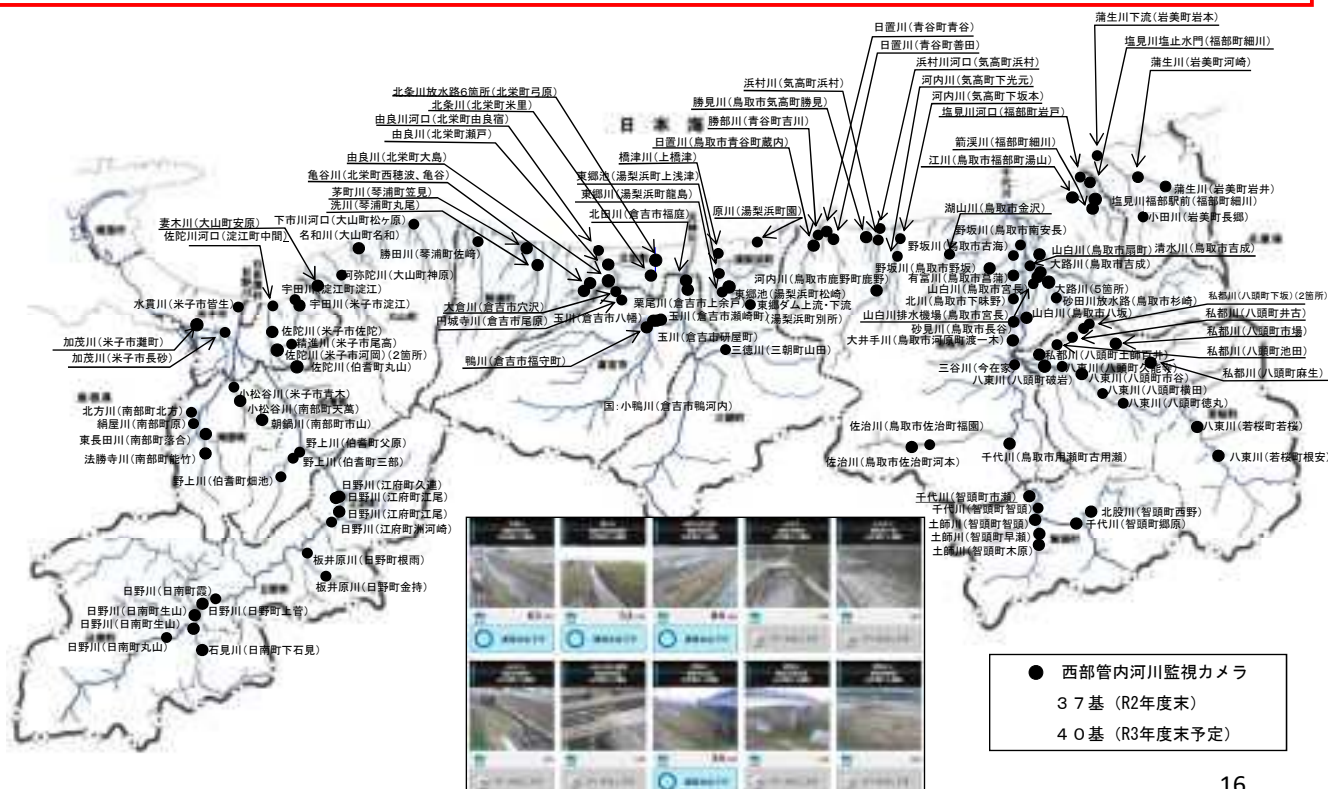 蒲生川下流（岩美町岩本）
日置川（青谷町青谷）
塩見川塩止水門（福部町細川）
日置川（青谷町善田）
蒲生川（岩美町河崎）
浜村川河口（気高町浜村）
浜村川（気高町浜村）
河内川（気高町下光元）
北条川放水路6箇所（北栄町弓原）
勝見川（鳥取市気高町勝見）
河内川（気高町下坂本）
北条川（北栄町米里）
塩見川河口（福部町岩戸）
由良川河口（北栄町由良宿）
日本海
勝部川（青谷町吉川）
由良川（北栄町瀬戸）
日置川（鳥取市青谷町蔵内）
箭渓川（福部町細川）
由良川（北栄町大島）
橋津川（上橋津）
江川（鳥取市福部町湯山）
亀谷川（北栄町西穂波、亀谷）
東郷池（湯梨浜町上浅津）
茅町川（琴浦町笠見）
東郷川（湯梨浜町龍島）
蒲生川（岩美町岩井）
洗川（琴浦町丸尾）
塩見川福部駅前（福部町細川）
北田川（倉吉市福庭）
原川（湯梨浜町園）
湖山川（鳥取市金沢）
小田川（岩美町長郷）
妻木川（大山町安原）
下市川河口（大山町松ヶ原）
野坂川（鳥取市南安長）
佐陀川河口（淀江町中間）
名和川（大山町名和）
野坂川（鳥取市古海）
勝田川（琴浦町佐崎）
山白川（鳥取市扇町）
清水川（鳥取市吉成）
野坂川（鳥取市野坂）
大路川（鳥取市吉成）
阿弥陀川（大山町神原）
河内川（鳥取市鹿野町鹿野）
有富川（鳥取市菖蒲）
宇田川（淀江町淀江）
山白川（鳥取市宮長）
大路川（5箇所）
東郷池（湯梨浜町松崎）
水貫川（米子市皆生）
宇田川（米子市淀江）
大倉川（倉吉市穴沢）
栗尾川（倉吉市上余戸）
東郷ダム上流・下流
（湯梨浜町別所）
北川（鳥取市下味野）
砂田川放水路（鳥取市杉崎）
私都川（八頭町下坂）（2箇所）
円城寺川（倉吉市尾原）
玉川（倉吉市八幡）
玉川（倉吉市瀬崎町）
山白川排水機場（鳥取市宮長）
山白川（鳥取市八坂）
私都川（八頭町井古）
加茂川（米子市灘町）
佐陀川（米子市佐陀）
砂見川（鳥取市長谷）
私都川（八頭町市場）
加茂川（米子市長砂）
精進川（米子市尾高）
玉川（倉吉市研屋町）
大井手川（鳥取市河原町渡一木）
私都川（八頭町池田）
佐陀川（米子市河岡）（2箇所）
鴨川（倉吉市福守町）
三徳川（三朝町山田）
私都川（八頭町土師百井）
佐陀川（伯耆町丸山）
三谷川（今在家）
私都川（八頭町麻生）
八東川（八頭町破岩）
八東川（八頭町市谷）
小松谷川（米子市青木）
八東川（八頭町横田）
小松谷川（南部町天萬）
国：小鴨川（倉吉市鴨河内）
八東川（八頭町徳丸）
北方川（南部町北方）
朝鍋川（南部町市山）
絹屋川（南部町原）
佐治川（鳥取市佐治町福園）
八東川（若桜町若桜）
東長田川（南部町落合）
野上川（伯耆町父原）
法勝寺川（南部町能竹）
野上川（伯耆町三部）
佐治川（鳥取市佐治町河本）
千代川（鳥取市用瀬町古用瀬）
八東川（若桜町根安）
野上川（伯耆町畑池）
日野川（江府町久連）
千代川（智頭町市瀬）
日野川（江府町江尾）
千代川（智頭町智頭）
北股川（智頭町西野）
日野川（江府町江尾）
土師川（智頭町智頭）
千代川（智頭町郷原）
日野川（江府町洲河崎）
土師川（智頭町早瀬）
土師川（智頭町木原）
板井原川（日野町根雨）
板井原川（日野町金持）
日野川（日南町霞）
日野川（日南町生山）
日野川（日野町上菅）
日野川（日南町生山）
日野川（日南町丸山）
石見川（日南町下石見）
● 西部管内河川監視カメラ
３７基（R2年度末）
４０基（R3年度末予定）
16